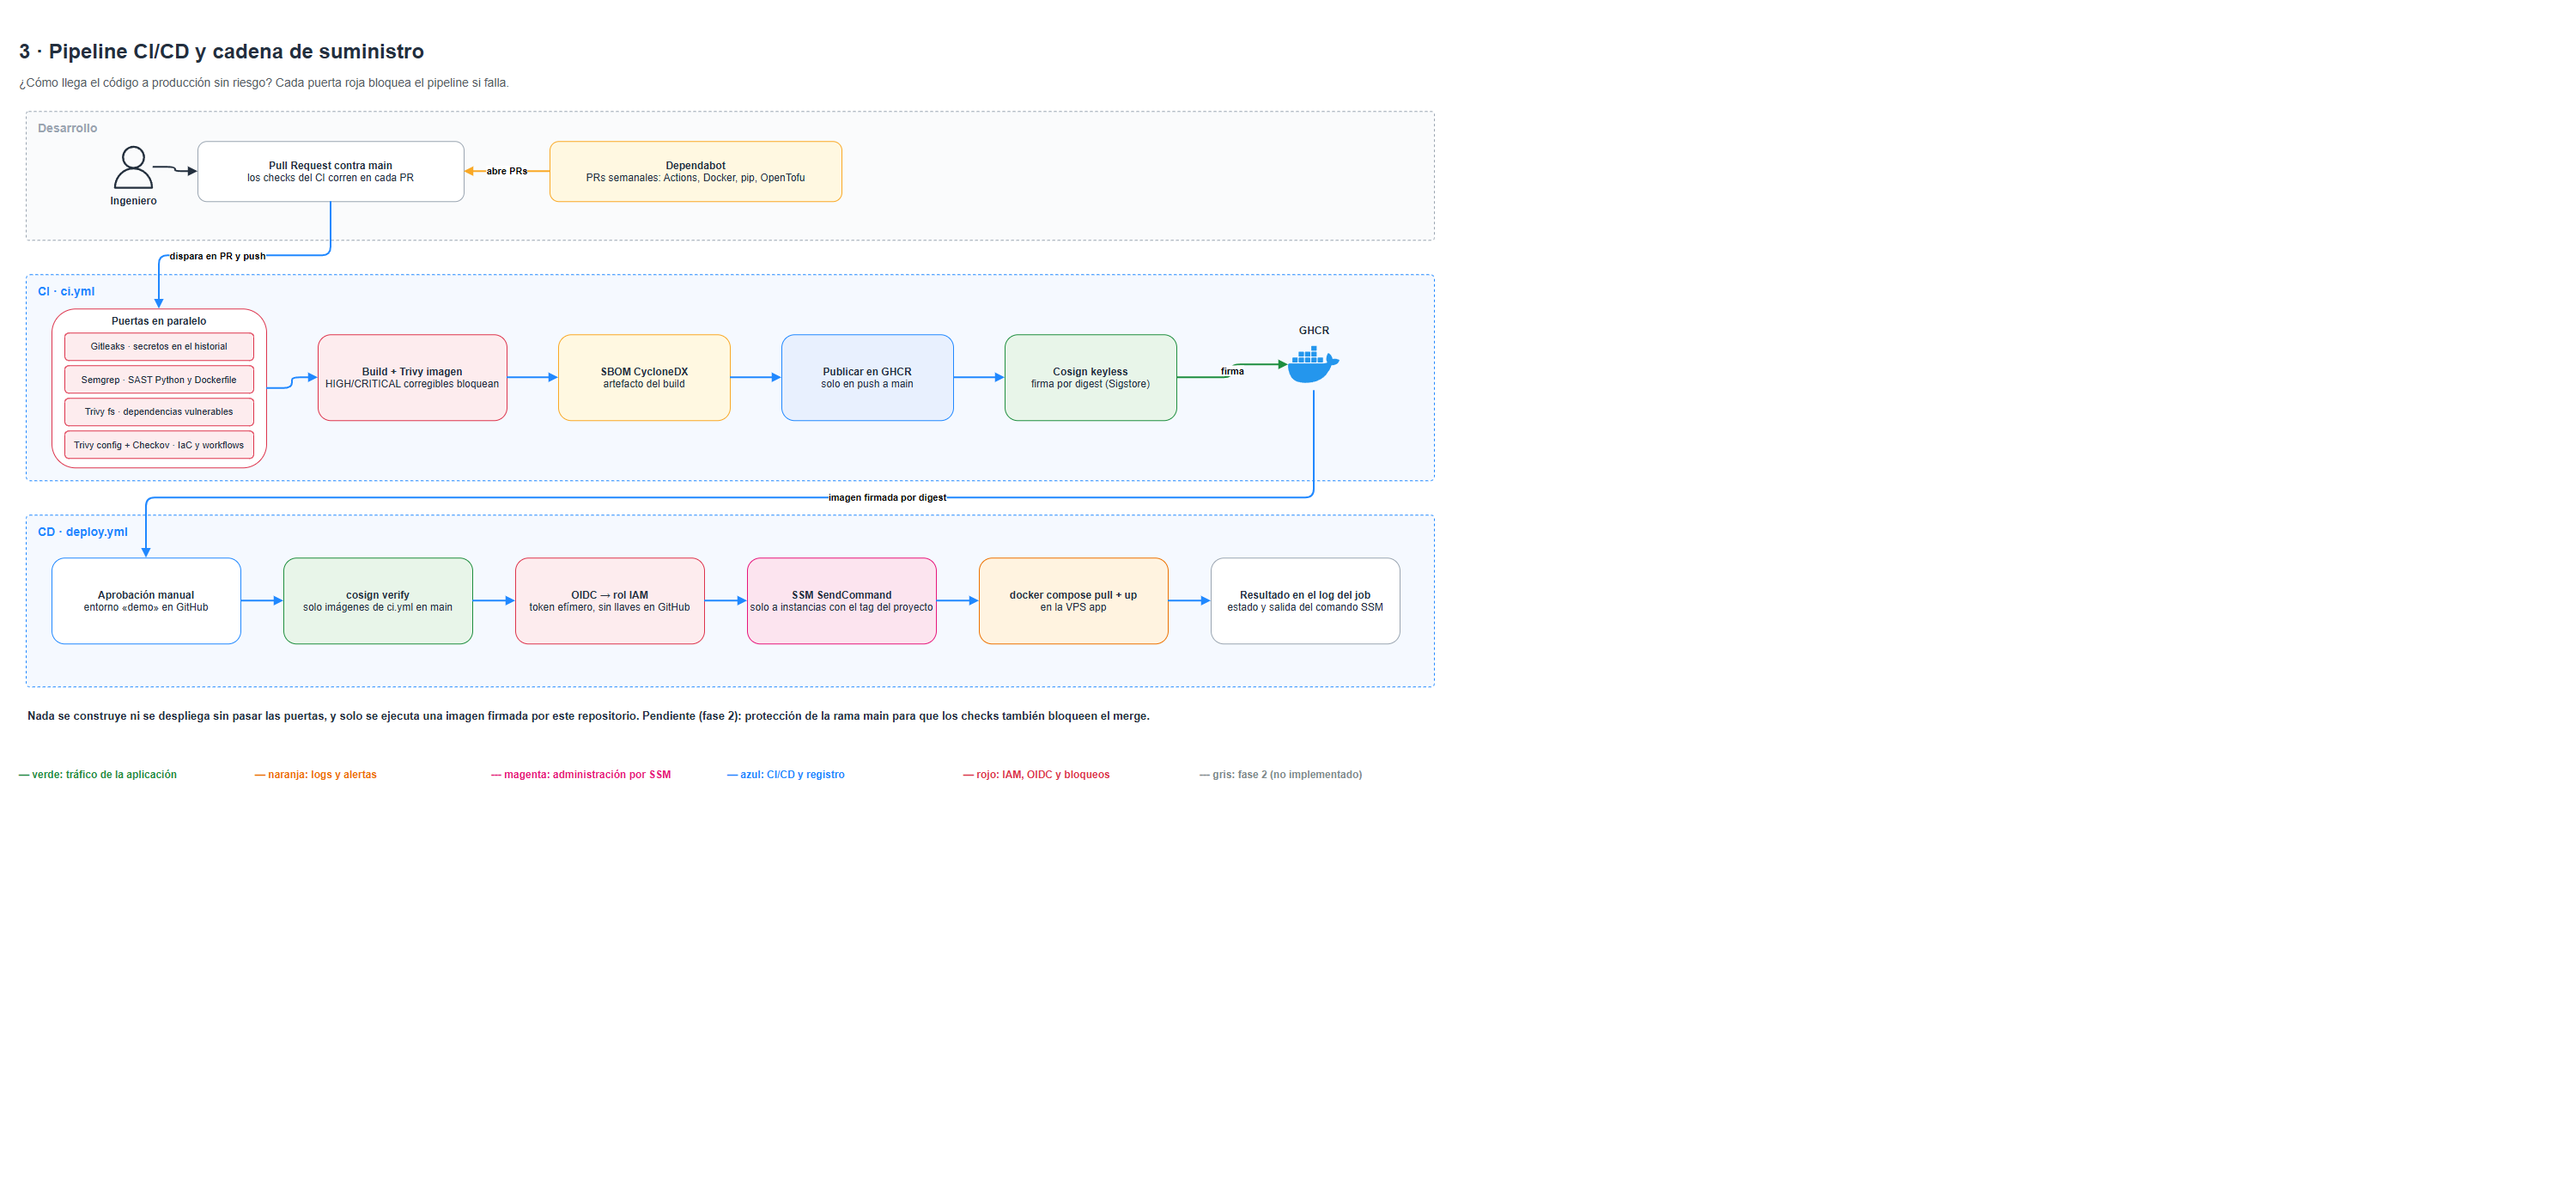 3 · Pipeline CI/CD y cadena de suministro
¿Cómo llega el código a producción sin riesgo? Cada puerta roja bloquea el pipeline si falla.
Desarrollo
Ingeniero
Pull Request contra main
los checks del CI corren en cada PR
abre PRs
Dependabot
PRs semanales: Actions, Docker, pip, OpenTofu
dispara en PR y push
CI · ci.yml
Puertas en paralelo
Gitleaks · secretos en el historial
Semgrep · SAST Python y Dockerfile
Trivy fs · dependencias vulnerables
Trivy config + Checkov · IaC y workflows
Build + Trivy imagen
HIGH/CRITICAL corregibles bloquean
SBOM CycloneDX
artefacto del build
Publicar en GHCR
solo en push a main
Cosign keyless
firma por digest (Sigstore)
firma
GHCR
imagen firmada por digest
CD · deploy.yml
Aprobación manual
entorno «demo» en GitHub
cosign verify
solo imágenes de ci.yml en main
OIDC → rol IAM
token efímero, sin llaves en GitHub
SSM SendCommand
solo a instancias con el tag del proyecto
docker compose pull + up
en la VPS app
Resultado en el log del job
estado y salida del comando SSM
Nada se construye ni se despliega sin pasar las puertas, y solo se ejecuta una imagen firmada por este repositorio. Pendiente (fase 2): protección de la rama main para que los checks también bloqueen el merge.
— verde: tráfico de la aplicación
— naranja: logs y alertas
— magenta: administración por SSM
— azul: CI/CD y registro
— rojo: IAM, OIDC y bloqueos
— gris: fase 2 (no implementado)